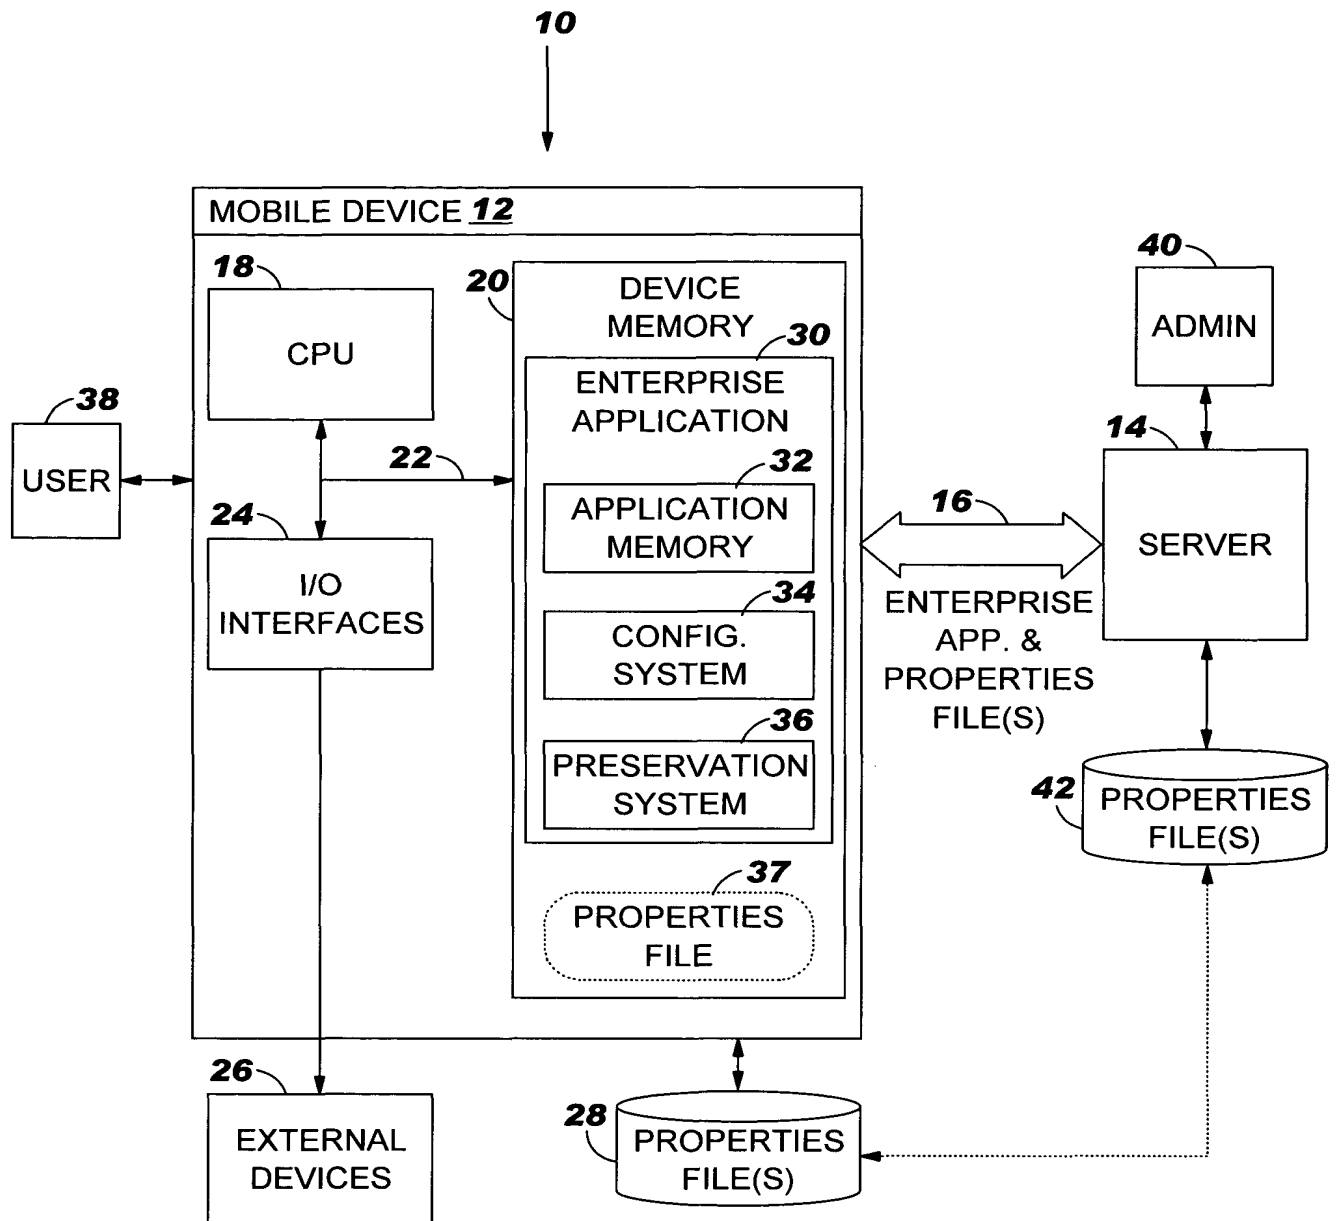 10
MOBILE DEVICE 12
18
CPU
20
DEVICE
MEMORY
30
ENTERPRISE
APPLICATION
32
APPLICATION
MEMORY
34
CONFIG.
SYSTEM
36
PRESERVATION
SYSTEM
37
PROPERTIES
FILE
38
USER
22
24
I/O
INTERFACES
26
EXTERNAL
DEVICES
28
PROPERTIES
FILE(S)
16
ENTERPRISE
APP. &
PROPERTIES
FILE(S)
40
ADMIN
14
SERVER
42
PROPERTIES
FILE(S)